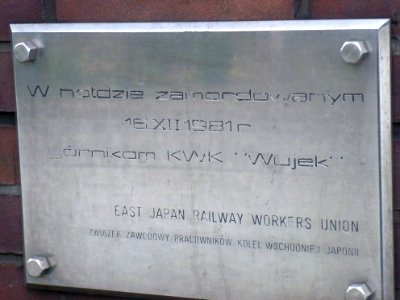 W hołdzie zamordowanym
16.XII.1981 r.
górnikom KWK "Wujek"
EAST JAPAN RAILWAY WORKERS UNION
ZWIĄZEK ZAWODOWY PRACOWNIKÓW KOLEI WSCHODNIEJ JAPONII